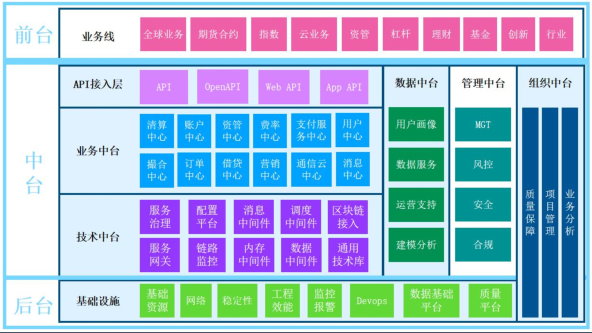 前台
业务线
全球业务
期货合约
指数
云业务
资管
杠杆
理财
基金
创新
行业
中台
API接入层
API
OpenAPI
Web API
App API
业务中台
清算
中心
账户
中心
资管
中心
费率
中心
支付服
务中心
用户
中心
撮合
中心
订单
中心
借贷
中心
营销
中心
通信云
中心
消息
中心
技术中台
服务
治理
配置
平台
消息
中间件
调度
中间件
区块链
接入
服务
网关
链路
监控
内存
中间件
数据
中间件
通用
技术库
数据中台
用户画像
数据服务
运营支持
建模分析
管理中台
MGT
风控
安全
合规
组织中台
质量保障
项目管理
业务分析
后台
基础设施
基础
资源
网络
稳定性
工程
效能
监控
报警
Devops
数据基础
平台
质量
平台